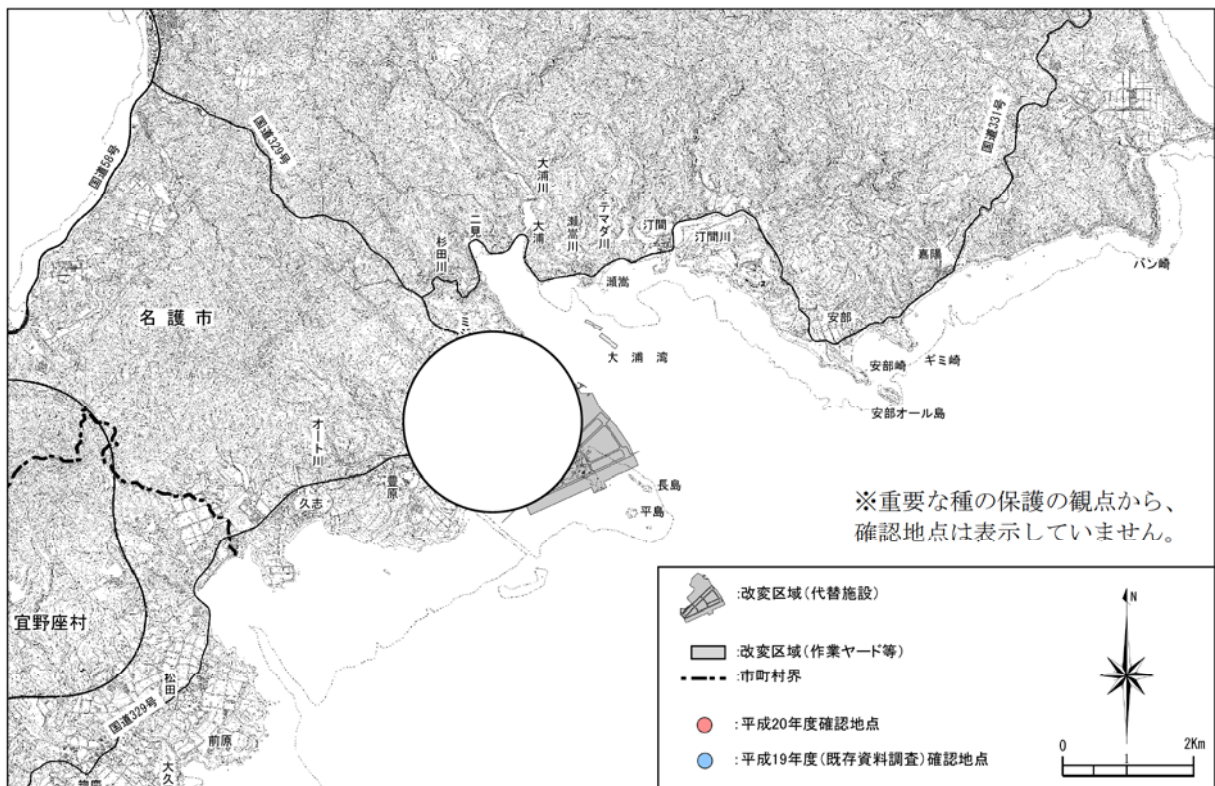 国道58号
国道329号
国道331号
大浦川
大浦
二見
杉田川
瀬嵩川
テマダ川
汀間
汀間川
瀬嵩
嘉陽
バン崎
名護市
大浦湾
安部
安部崎
ギミ崎
安部オール島
オート川
久志
豊原
長島
平島
※重要な種の保護の観点から、
確認地点は表示していません。
宜野座村
松田
国道329号
前原
大久
:改変区域(代替施設)
:改変区域(作業ヤード等)
:市町村界
:平成20年度確認地点
:平成19年度(既存資料調査)確認地点
N
0 1 2Km